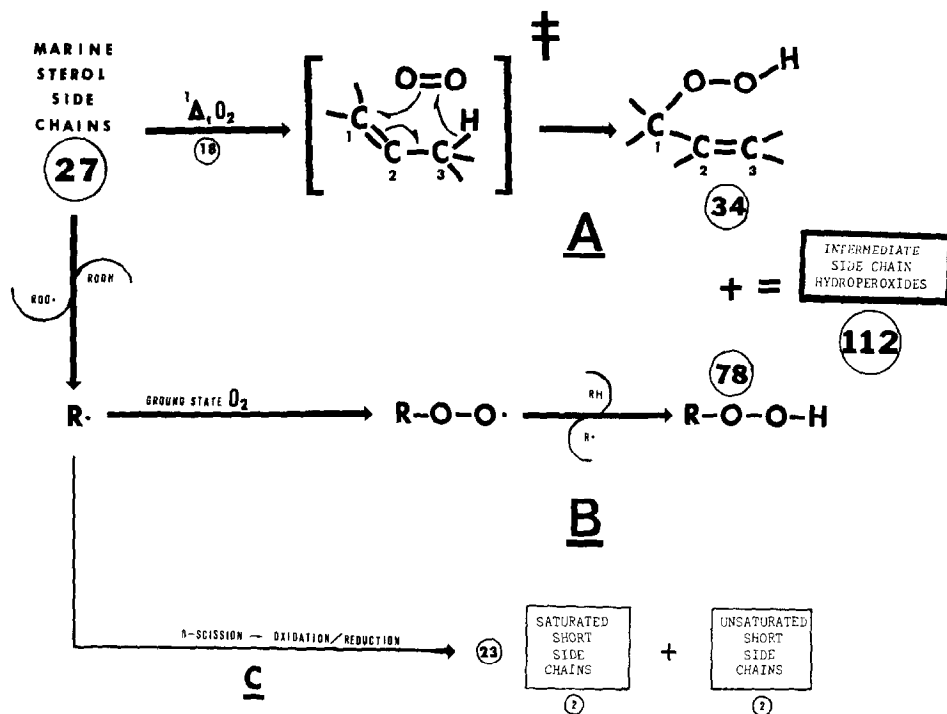 MARINE
STEROL
SIDE
CHAINS
27
¹Δ₁O₂
18
O=O
C
1
C
2
C
3
H
‡
O
O
H
C
1
C
2
C
3
34
A
INTERMEDIATE
SIDE CHAIN
HYDROPEROXIDES
+ =
112
ROO·
ROOH
R·
GROUND STATE O₂
R-O-O·
RH
R·
78
R-O-O-H
B
β-SCISSION — OXIDATION/REDUCTION
C
23
SATURATED
SHORT
SIDE
CHAINS
2
+
UNSATURATED
SHORT
SIDE
CHAINS
2